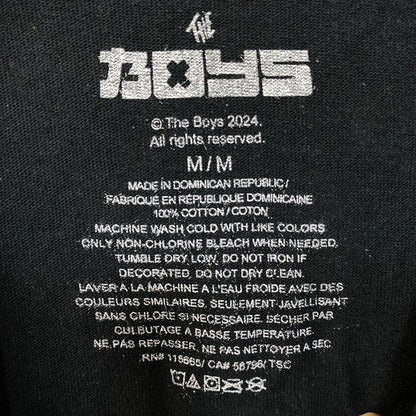 THE
BOYS
© The Boys 2024.
All rights reserved.
M/M
MADE IN DOMINICAN REPUBLIC /
FABRIQUÉ EN RÉPUBLIQUE DOMINICAINE
100% COTTON / COTON
MACHINE WASH COLD WITH LIKE COLORS
ONLY NON-CHLORINE BLEACH WHEN NEEDED.
TUMBLE DRY LOW. DO NOT IRON IF
DECORATED. DO NOT DRY CLEAN.
LAVER A LA MACHINE A L'EAU FROIDE AVEC DES
COULEURS SIMILAIRES. SEULEMENT JAVELLISANT
SANS CHLORE SI NECESSAIRE. SECHER PAR
CULBUTAGE A BASSE TEMPERATURE.
NE PAS REPASSER. NE PAS NETTOYER A SEC
RN# 115665/ CA# 56796/ TSC